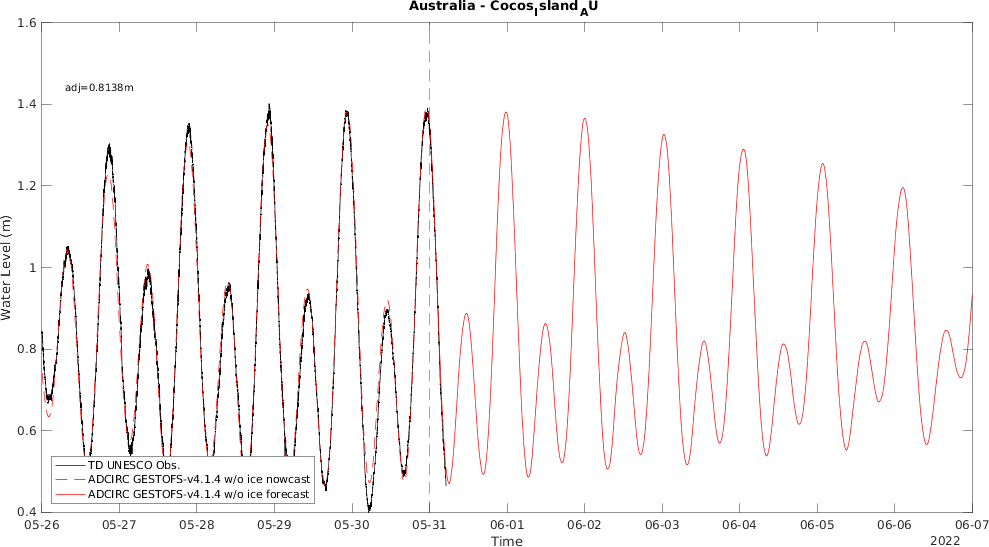 Australia - Cocos_Island_AU
adj=0.8138m
Water Level (m)
1.6
1.4
1.2
1
0.8
0.6
0.4
TD UNESCO Obs.
ADCIRC GESTOFS-v4.1.4 w/o ice nowcast
ADCIRC GESTOFS-v4.1.4 w/o ice forecast
05-26 05-27 05-28 05-29 05-30 05-31 06-01 06-02 06-03 06-04 06-05 06-06 06-07
Time
2022